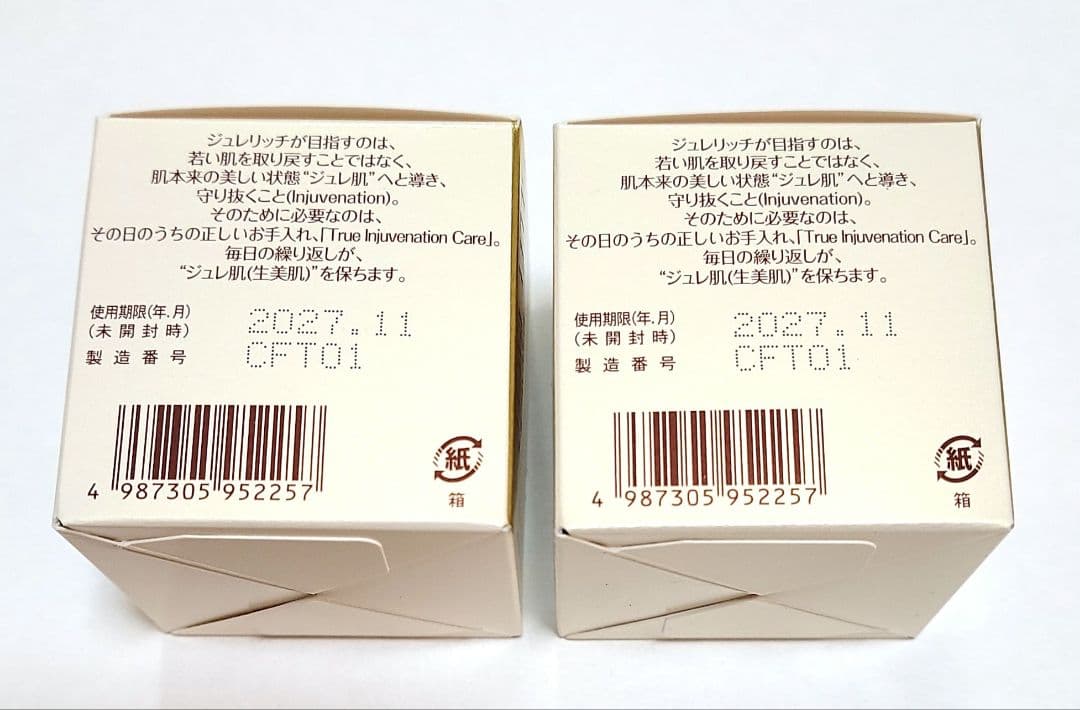 ジュレリッチが目指すのは、
若い肌を取り戻すことではなく、
肌本来の美しい状態“ジュレ肌”へと導き、
守り抜くこと(Injuvenation)。
そのために必要なのは、
その日のうちの正しいお手入れ、「True Injuvenation Care」。
毎日の繰り返しが、
“ジュレ肌(生美肌)”を保ちます。
使用期限(年,月) 2027.11
(未開封時)
製造番号 CFT01
4 987305 952257
紙
箱
ジュレリッチが目指すのは、
若い肌を取り戻すことではなく、
肌本来の美しい状態“ジュレ肌”へと導き、
守り抜くこと(Injuvenation)。
そのために必要なのは、
その日のうちの正しいお手入れ、「True Injuvenation Care」。
毎日の繰り返しが、
“ジュレ肌(生美肌)”を保ちます。
使用期限(年,月) 2027.11
(未開封時)
製造番号 CFT01
4 987305 952257
紙
箱